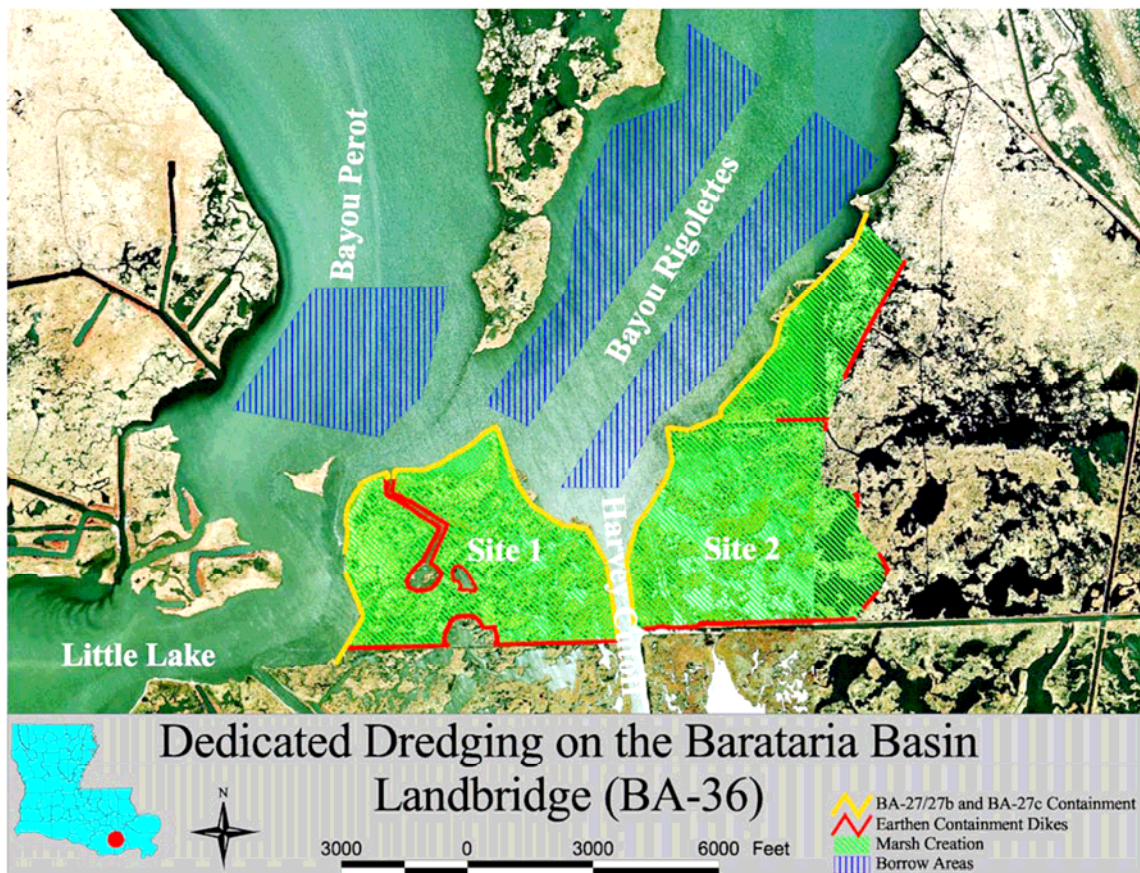 Bayou Perot
Bayou Rigolettes
Harvey Cutoff
Site 1
Site 2
Little Lake
Dedicated Dredging on the Barataria Basin
Landbridge (BA-36)
N
3000 0 3000 6000 Feet
BA-27/27b and BA-27c Containment
Earthen Containment Dikes
Marsh Creation
Borrow Areas